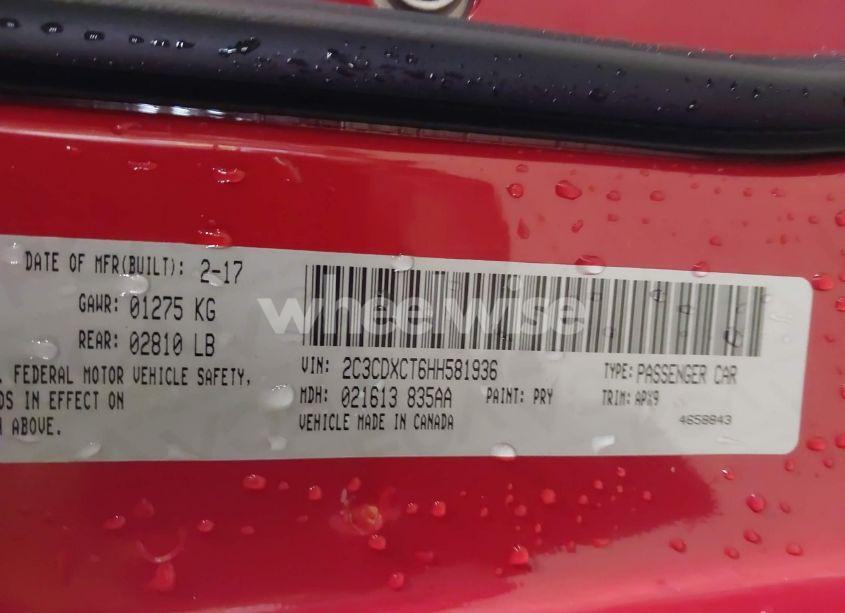 DATE OF MFR(BUILT): 2-17
GAWR: 01275 KG
REAR: 02810 LB
FEDERAL MOTOR VEHICLE SAFETY,
DS IN EFFECT ON
ABOVE.
wheelwise
VIN: 2C3CDXCT6HH581936
TYPE: PASSENGER CAR
MDH: 021613 835AA
PAINT: PRY
TRIM: APX9
VEHICLE MADE IN CANADA
4658843